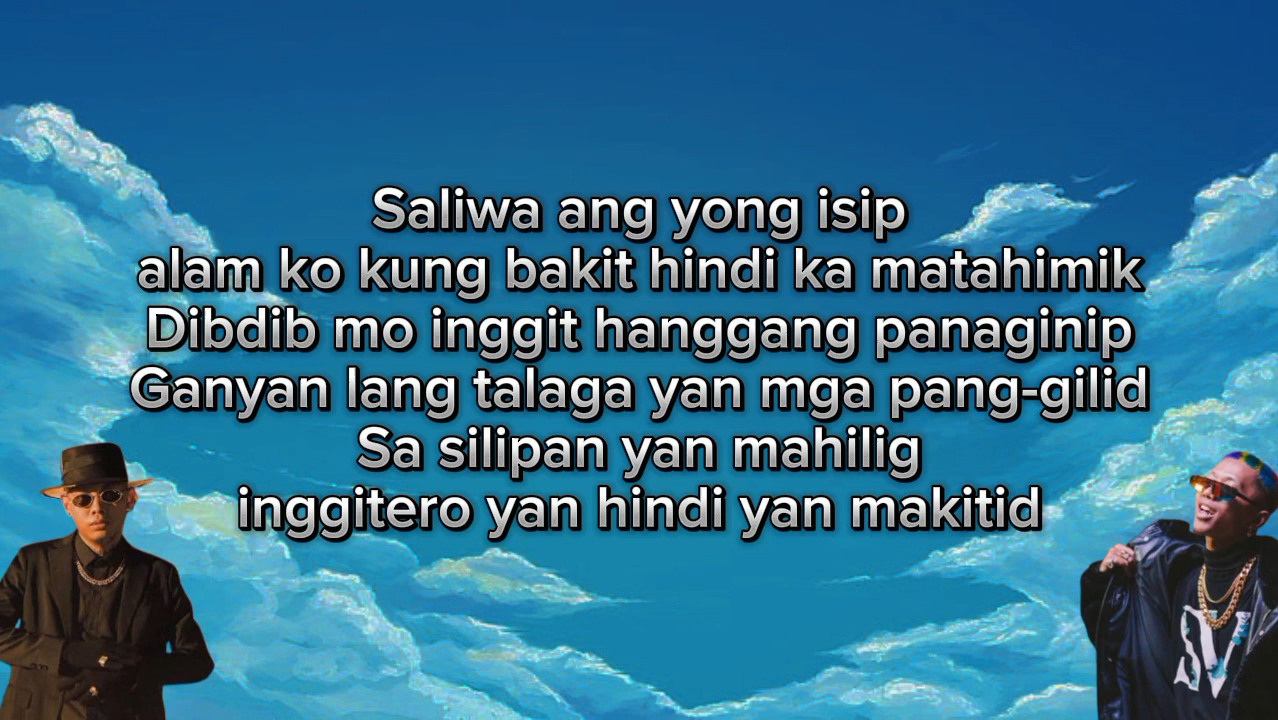 Saliwa ang yong isip
alam ko kung bakit hindi ka matahimik
Dibdib mo inggit hanggang panaginip
Ganyan lang talaga yan mga pang-gilid
Sa silipan yan mahilig
inggitero yan hindi yan makitid